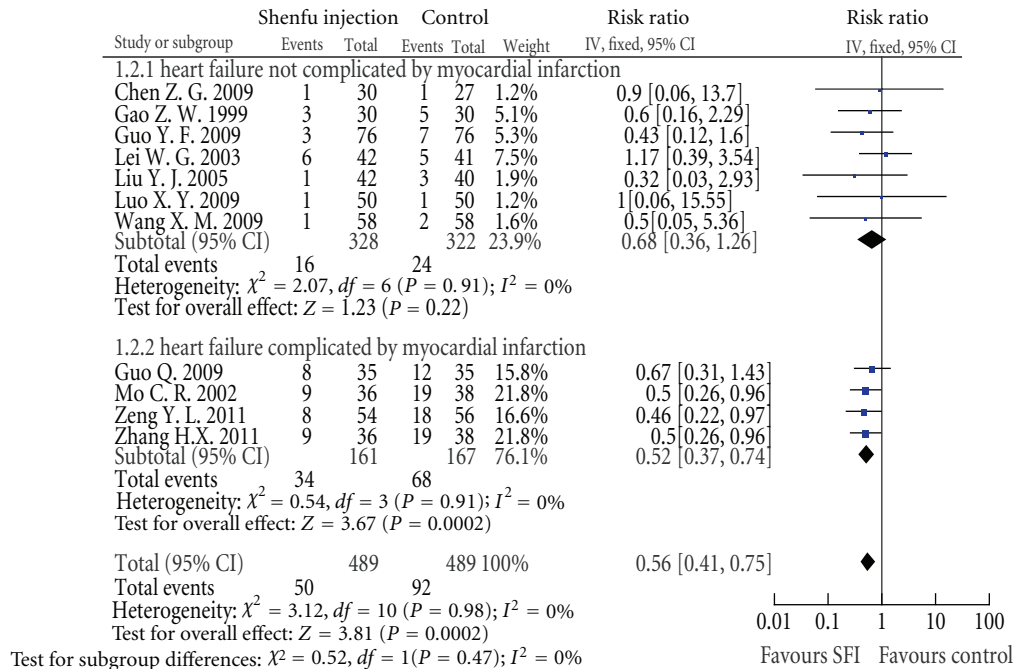 Shenfu injection Control Risk ratio Risk ratio
Study or subgroup Events Total Events Total Weight IV, fixed, 95% CI IV, fixed, 95% CI
1.2.1 heart failure not complicated by myocardial infarction
Chen Z. G. 2009 1 30 1 27 1.2% 0.9 [0.06, 13.7]
Gao Z. W. 1999 3 30 5 30 5.1% 0.6 [0.16, 2.29]
Guo Y. F. 2009 3 76 7 76 5.3% 0.43 [0.12, 1.6]
Lei W. G. 2003 6 42 5 41 7.5% 1.17 [0.39, 3.54]
Liu Y. J. 2005 1 42 3 40 1.9% 0.32 [0.03, 2.93]
Luo X. Y. 2009 1 50 1 50 1.2% 1[0.06, 15.55]
Wang X. M. 2009 1 58 2 58 1.6% 0.5[0.05, 5.36]
Subtotal (95% CI) 328 322 23.9% 0.68 [0.36, 1.26]
Total events 16 24
Heterogeneity: χ² = 2.07, df = 6 (P = 0.91); I² = 0%
Test for overall effect: Z = 1.23 (P = 0.22)
1.2.2 heart failure complicated by myocardial infarction
Guo Q. 2009 8 35 12 35 15.8% 0.67 [0.31, 1.43]
Mo C. R. 2002 9 36 19 38 21.8% 0.5 [0.26, 0.96]
Zeng Y. L. 2011 8 54 18 56 16.6% 0.46 [0.22, 0.97]
Zhang H.X. 2011 9 36 19 38 21.8% 0.5 [0.26, 0.96]
Subtotal (95% CI) 161 167 76.1% 0.52 [0.37, 0.74]
Total events 34 68
Heterogeneity: χ² = 0.54, df = 3 (P = 0.91); I² = 0%
Test for overall effect: Z = 3.67 (P = 0.0002)
Total (95% CI) 489 489 100% 0.56 [0.41, 0.75]
Total events 50 92
Heterogeneity: χ² = 3.12, df = 10 (P = 0.98); I² = 0%
Test for overall effect: Z = 3.81 (P = 0.0002)
Test for subgroup differences: χ2 = 0.52, df = 1(P = 0.47); I² = 0%
0.01 0.1 1 10 100
Favours SFI Favours control